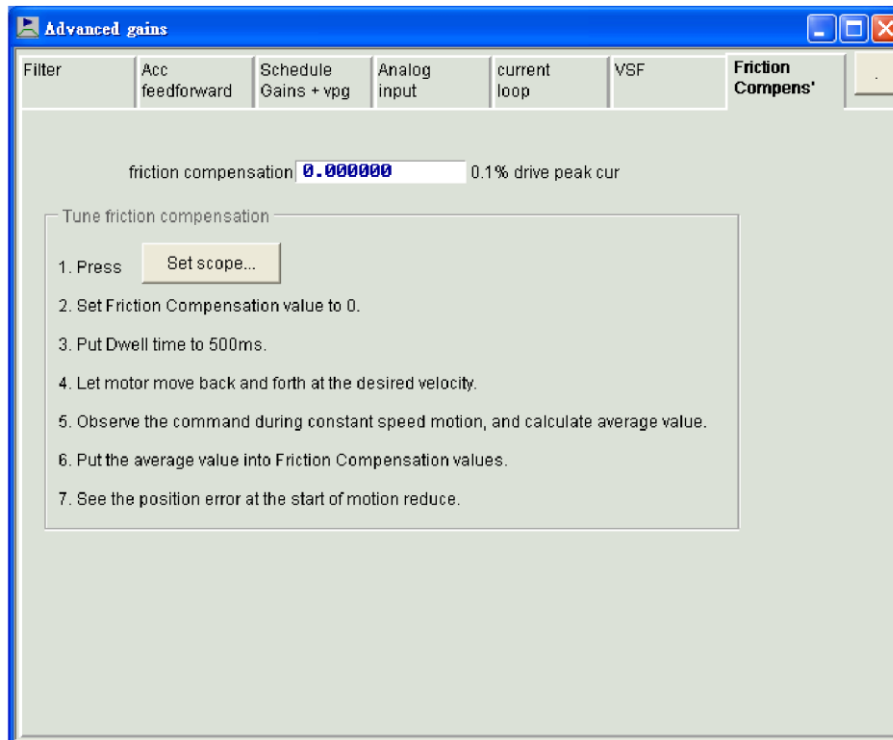 Advanced gains
Filter
Acc
feedforward
Schedule
Gains + vpg
Analog
input
current
loop
VSF
Friction
Compens'
.
friction compensation 0.000000 0.1% drive peak cur
Tune friction compensation
1. Press Set scope...
2. Set Friction Compensation value to 0.
3. Put Dwell time to 500ms.
4. Let motor move back and forth at the desired velocity.
5. Observe the command during constant speed motion, and calculate average value.
6. Put the average value into Friction Compensation values.
7. See the position error at the start of motion reduce.